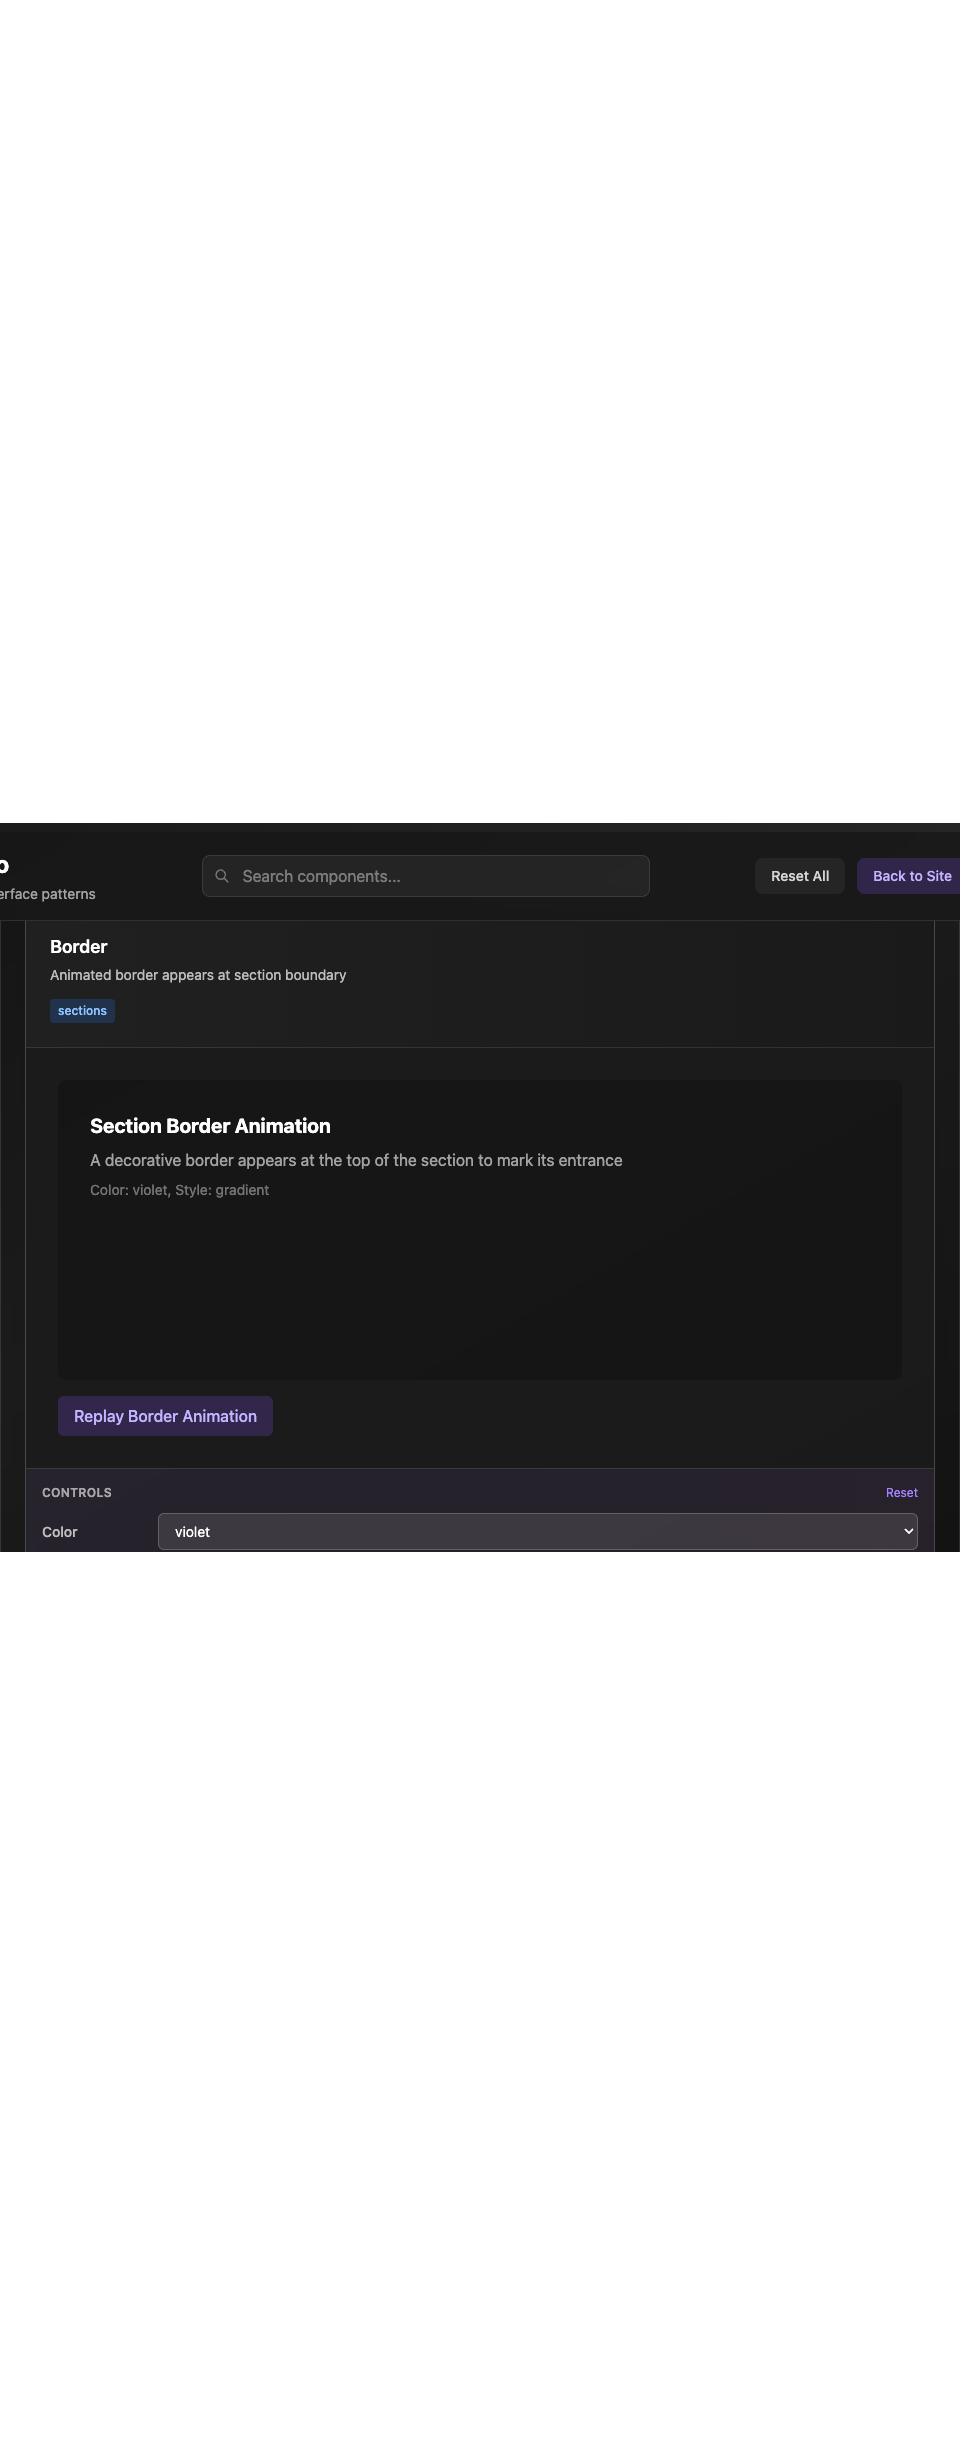 erface patterns
Search components...
Reset All
Back to Site
Border
Animated border appears at section boundary
sections
Section Border Animation
A decorative border appears at the top of the section to mark its entrance
Color: violet, Style: gradient
Replay Border Animation
CONTROLS
Reset
Color
violet